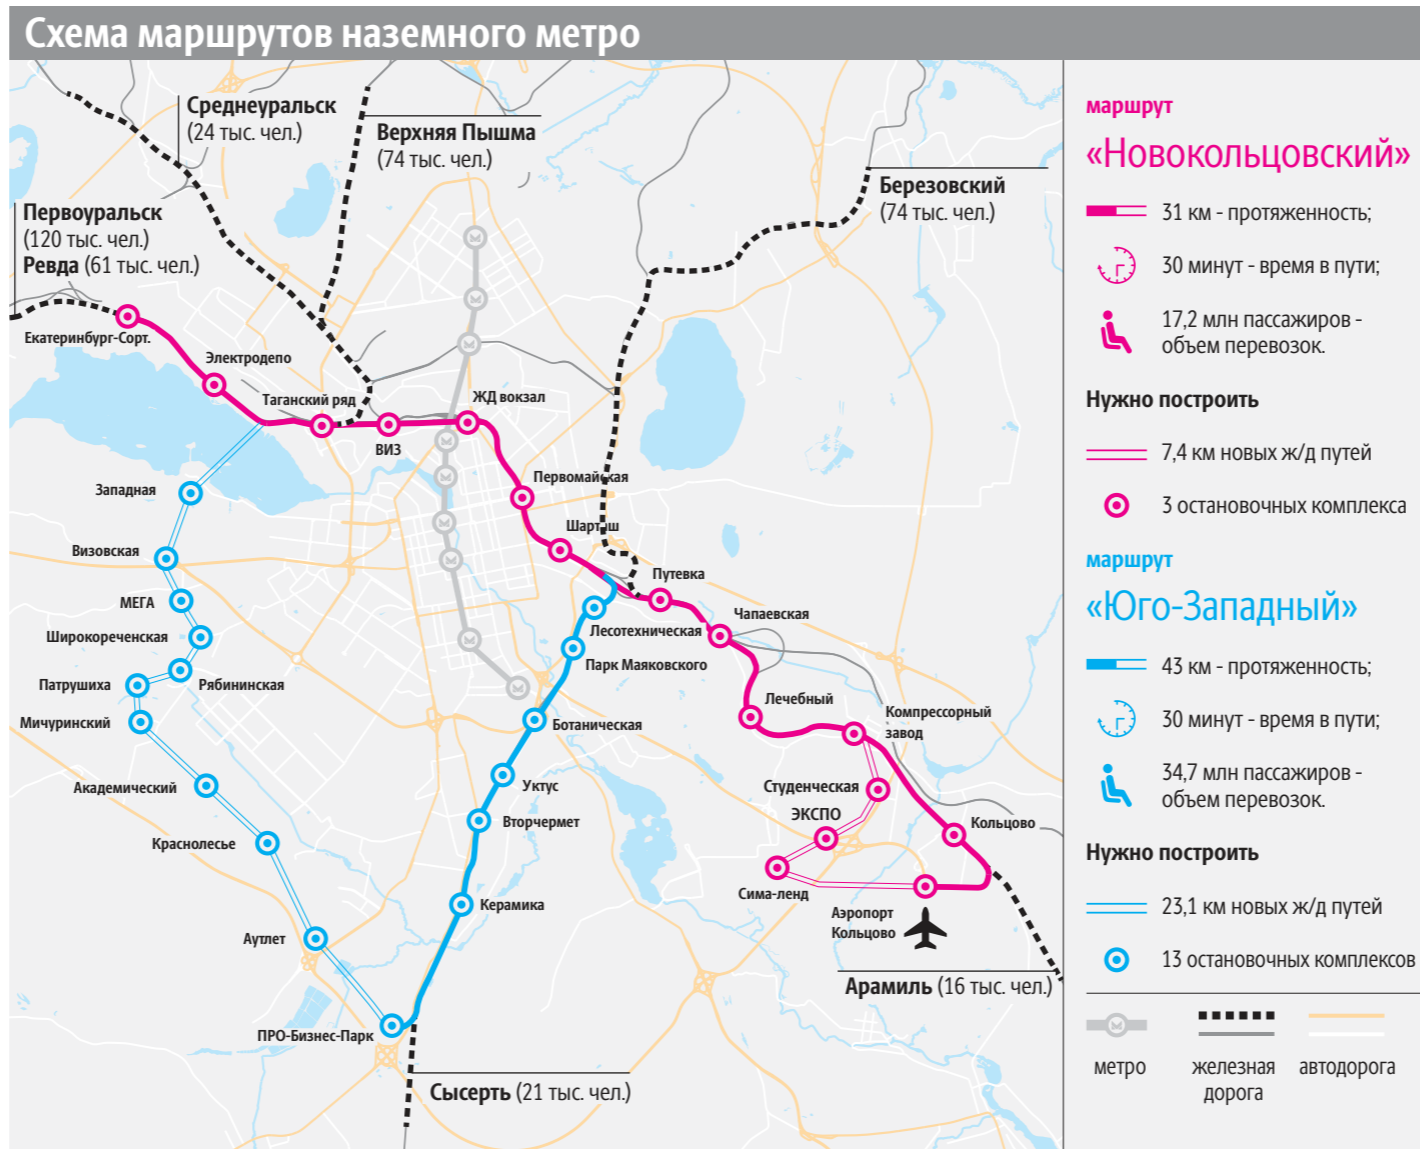 Схема маршрутов наземного метро
Среднеуральск
(24 тыс. чел.)
Верхняя Пышма
(74 тыс. чел.)
Березовский
(74 тыс. чел.)
Первоуральск
(120 тыс. чел.)
Ревда (61 тыс. чел.)
Екатеринбург-Сорт.
Электродепо
Таганский ряд
ВИЗ
ЖД вокзал
Первомайская
Шарташ
Путевка
Чапаевская
Лечебный
Компрессорный
завод
Студенческая
ЭКСПО
Сима-ленд
Кольцово
Аэропорт
Кольцово
Арамиль (16 тыс. чел.)
Западная
Визовская
МЕГА
Широкореченская
Рябининская
Патрушиха
Мичуринский
Академический
Краснолесье
Аутлет
ПРО-Бизнес-Парк
Лесотехническая
Парк Маяковского
Ботаническая
Уктус
Вторчермет
Керамика
Сысерть (21 тыс. чел.)
маршрут
«Новокольцовский»
31 км - протяженность;
30 минут - время в пути;
17,2 млн пассажиров -
объем перевозок.
Нужно построить
7,4 км новых ж/д путей
3 остановочных комплекса
маршрут
«Юго-Западный»
43 км - протяженность;
30 минут - время в пути;
34,7 млн пассажиров -
объем перевозок.
Нужно построить
23,1 км новых ж/д путей
13 остановочных комплексов
метро
железная
дорога
автодорога